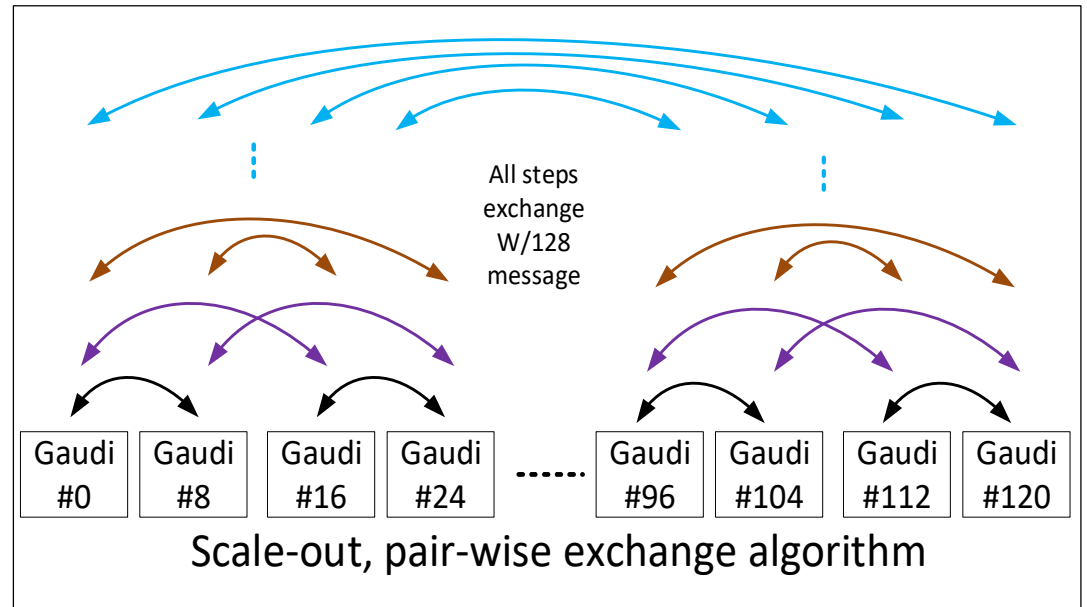 All steps
exchange
W/128
message
Gaudi #0
Gaudi #8
Gaudi #16
Gaudi #24
Gaudi #96
Gaudi #104
Gaudi #112
Gaudi #120
Scale-out, pair-wise exchange algorithm